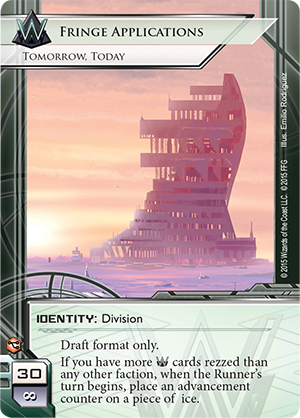 FRINGE APPLICATIONS
TOMORROW, TODAY
Illus. Emilio Rodríguez
© 2015 Wizards of the Coast LLC. © 2015 FFG
IDENTITY: Division
Draft format only.
If you have more cards rezzed than
any other faction, when the Runner's
turn begins, place an advancement
counter on a piece of ice.
30
∞